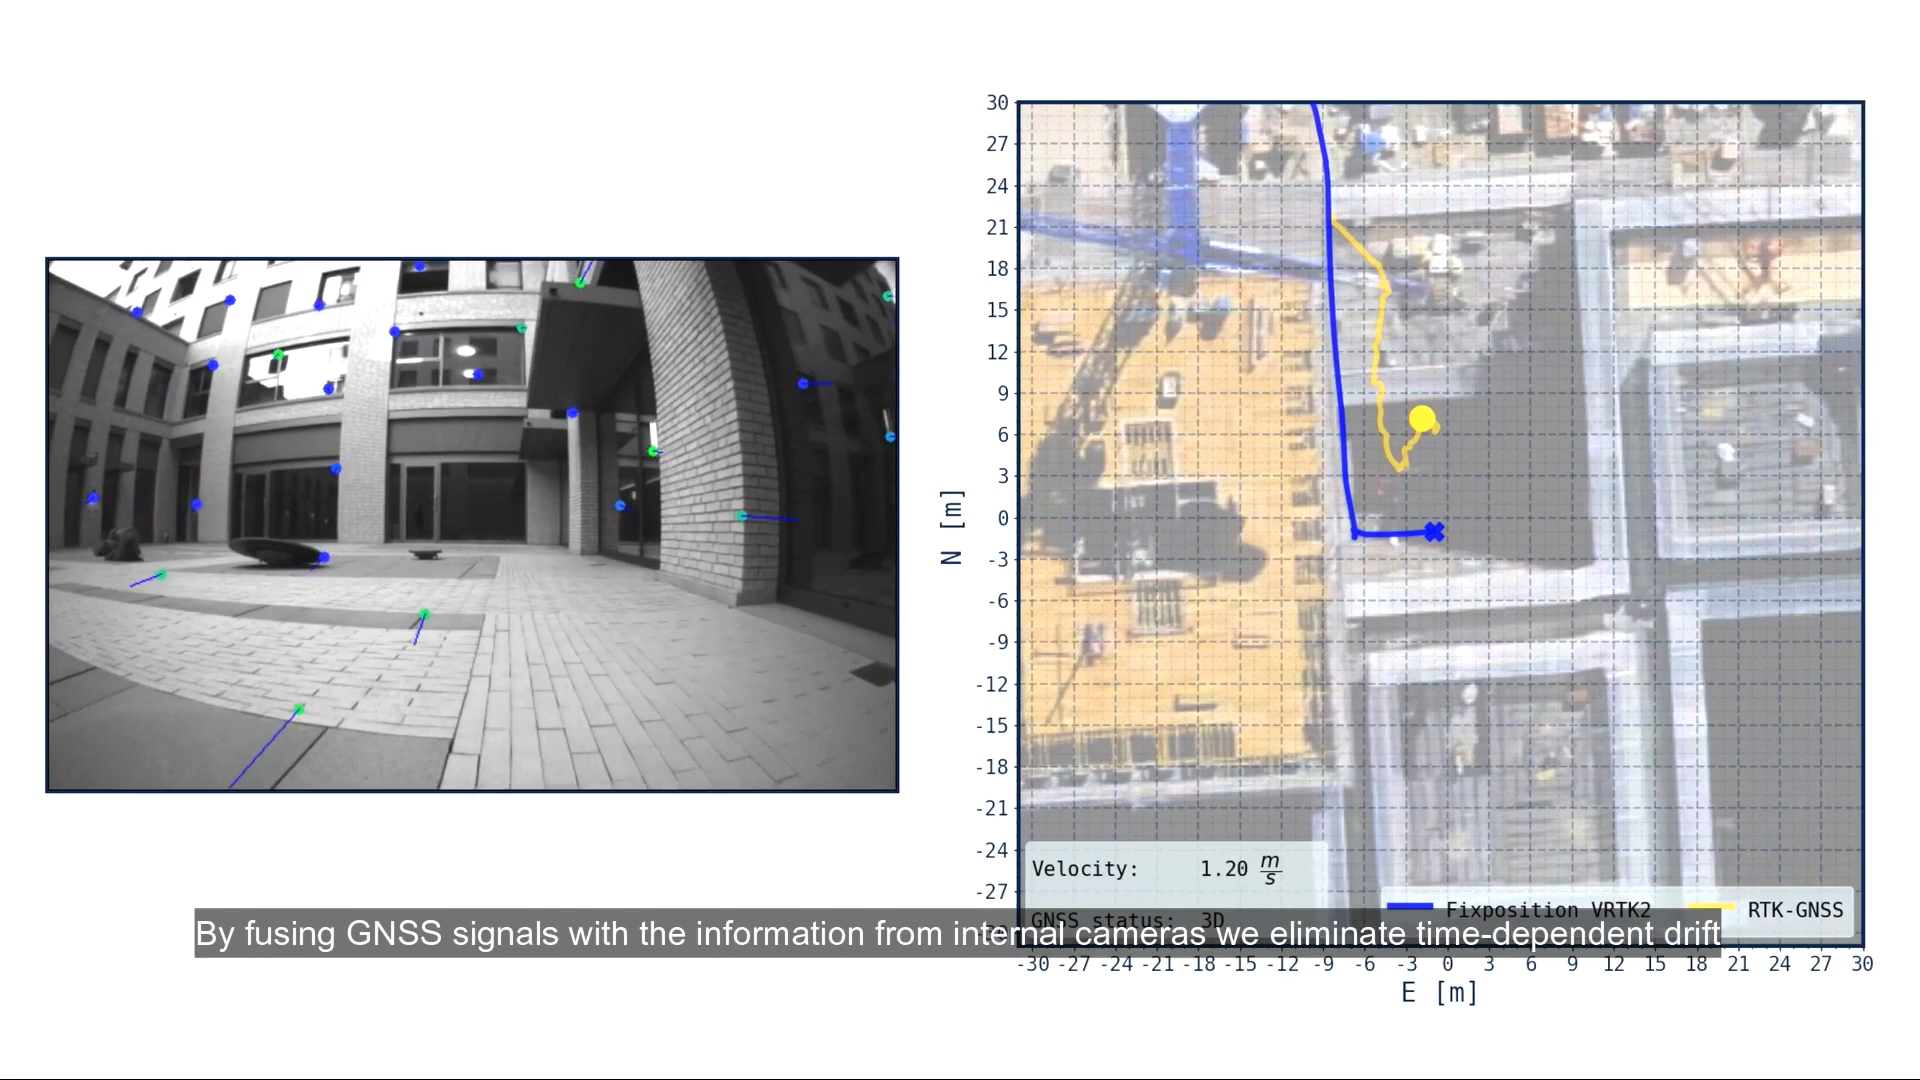 30
27
24
21
18
15
12
9
6
3
0
-3
-6
-9
-12
-15
-18
-21
-24
-27
-30
N [m]
Velocity: 1.20 m/s
GNSS status: 3D
Fixposition VRTK2
RTK-GNSS
By fusing GNSS signals with the information from internal cameras we eliminate time-dependent drift
-30 -27 -24 -21 -18 -15 -12 -9 -6 -3 0 3 6 9 12 15 18 21 24 27 30
E [m]